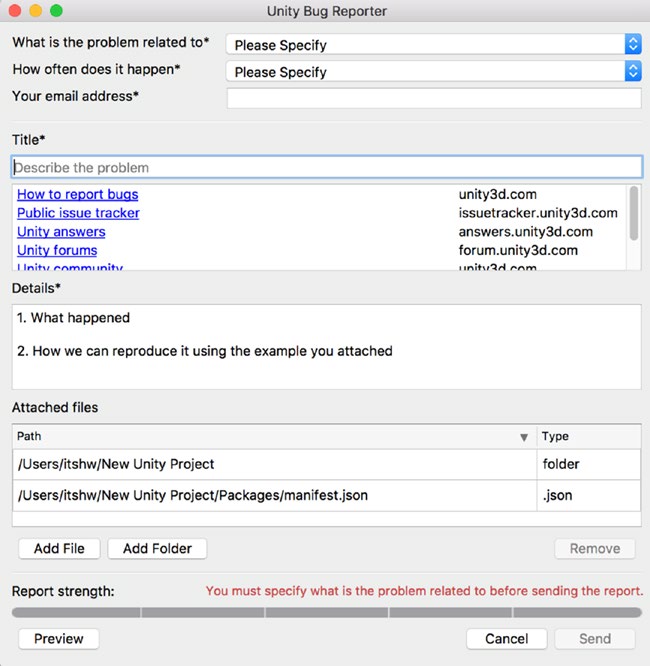 Unity Bug Reporter
What is the problem related to* Please Specify
How often does it happen* Please Specify
Your email address*
Title*
Describe the problem
How to report bugs unity3d.com
Public issue tracker issuetracker.unity3d.com
Unity answers answers.unity3d.com
Unity forums forum.unity3d.com
Unity community unity3d.com
Details*
1. What happened
2. How we can reproduce it using the example you attached
Attached files
Path Type
/Users/itshw/New Unity Project folder
/Users/itshw/New Unity Project/Packages/manifest.json .json
Add File Add Folder Remove
Report strength: You must specify what is the problem related to before sending the report.
Preview Cancel Send